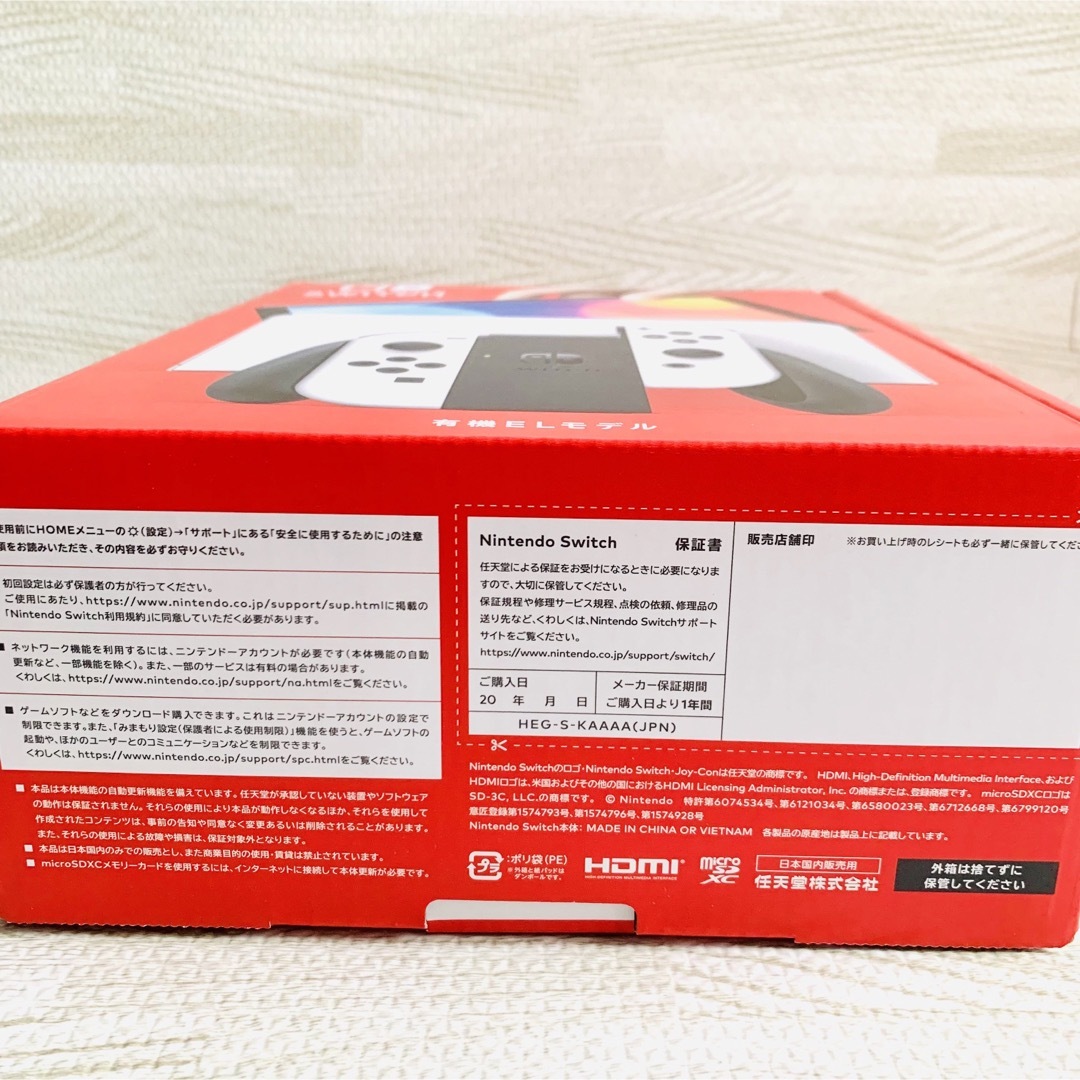 SWITCH
有機ELモデル
使用前にHOMEメニューの(設定)→「サポート」にある「安全に使用するために」の注意
をお読みいただき、その内容を必ずお守りください。
初回設定は必ず保護者の方が行ってください。
ご使用にあたり、https://www.nintendo.co.jp/support/sup.htmlに掲載の
「Nintendo Switch利用規約」に同意していただく必要があります。
■ ネットワーク機能を利用するには、ニンテンドーアカウントが必要です(本体機能の自動
更新など、一部機能を除く)。また、一部のサービスは有料の場合があります。
くわしくは、https://www.nintendo.co.jp/support/na.htmlをご覧ください。
■ ゲームソフトなどをダウンロード購入できます。これはニンテンドーアカウントの設定で
制限できます。また、「みまもり設定(保護者による使用制限)」機能を使うと、ゲームソフトの
起動や、ほかのユーザーとのコミュニケーションなどを制限できます。
くわしくは、https://www.nintendo.co.jp/support/spc.htmlをご覧ください。
■ 本品は本体機能の自動更新機能を備えています。任天堂が承認していない装置やソフトウェア
の動作は保証されません。それらの使用により本品が動作しなくなるほか、それらを使用して
作成されたコンテンツは、事前の告知や同意なく変更あるいは削除されることがあります。
また、それらの使用による故障や損害は、保証対象外となります。
■ 本品は日本国内のみでの販売とし、また商業目的の使用・賃貸は禁止されています。
■ microSDXCメモリーカードを使用するには、インターネットに接続して本体更新が必要です。
Nintendo Switch 保証書
任天堂による保証をお受けになるときに必要になりま
すので、大切に保管してください。
保証規程や修理サービス規程、点検の依頼、修理品の
送り先など、くわしくは、Nintendo Switchサポート
サイトをご覧ください。
https://www.nintendo.co.jp/support/switch/
ご購入日
20 年 月 日
メーカー保証期間
ご購入日より1年間
HEG-S-KAAAA(JPN)
販売店舗印 ※お買い上げ時のレシートも必ず一緒に保管してくだ
Nintendo Switchのロゴ・Nintendo Switch・Joy-Conは任天堂の商標です。 HDMI、High-Definition Multimedia Interface、および
HDMIロゴは、米国およびその他の国におけるHDMI Licensing Administrator, Inc. の商標または、登録商標です。 microSDXCロゴは
SD-3C, LLC.の商標です。 © Nintendo 特許第6074534号、第6121034号、第6580023号、第6712668号、第6799120号
意匠登録第1574793号、第1574796号、第1574928号
Nintendo Switch本体: MADE IN CHINA OR VIETNAM 各製品の原産地は製品上に記載しています。
プラ
:ポリ袋(PE)
※外箱と紙パッドは
ダンボールです。
HDMI
HIGH-DEFINITION MULTIMEDIA INTERFACE
micro
SD
XC
日本国内販売用
任天堂株式会社
外箱は捨てずに
保管してください